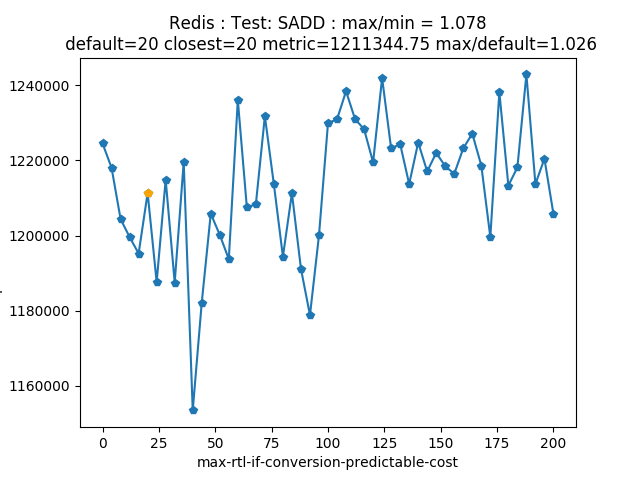 Redis : Test: SADD : max/min = 1.078
default=20 closest=20 metric=1211344.75 max/default=1.026
1240000
1220000
1200000
1180000
1160000
0 25 50 75 100 125 150 175 200
max-rtl-if-conversion-predictable-cost